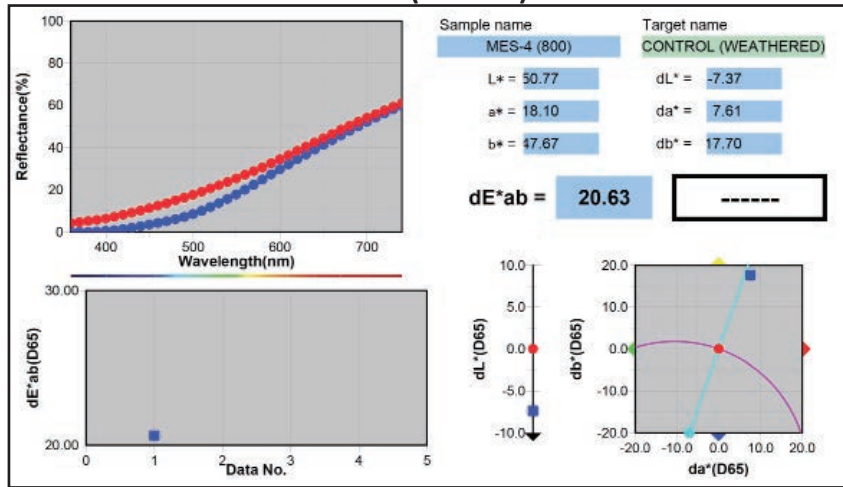 100
80
60
40
20
0
Reflectance(%)
400 500 600 700
Wavelength(nm)
Sample name Target name
MES-4 (800) CONTROL (WEATHERED)
L* = 50.77 dL* = -7.37
a* = 18.10 da* = 7.61
b* = 47.67 db* = 17.70
dE*ab = 20.63 ------
30.00
20.00
dE*ab(D65)
0 1 2 3 4 5
Data No.
10.0
5.0
0.0
-5.0
-10.0
dL*(D65)
20.0
10.0
0.0
-10.0
-20.0
db*(D65)
-20.0 -10.0 0.0 10.0 20.0
da*(D65)